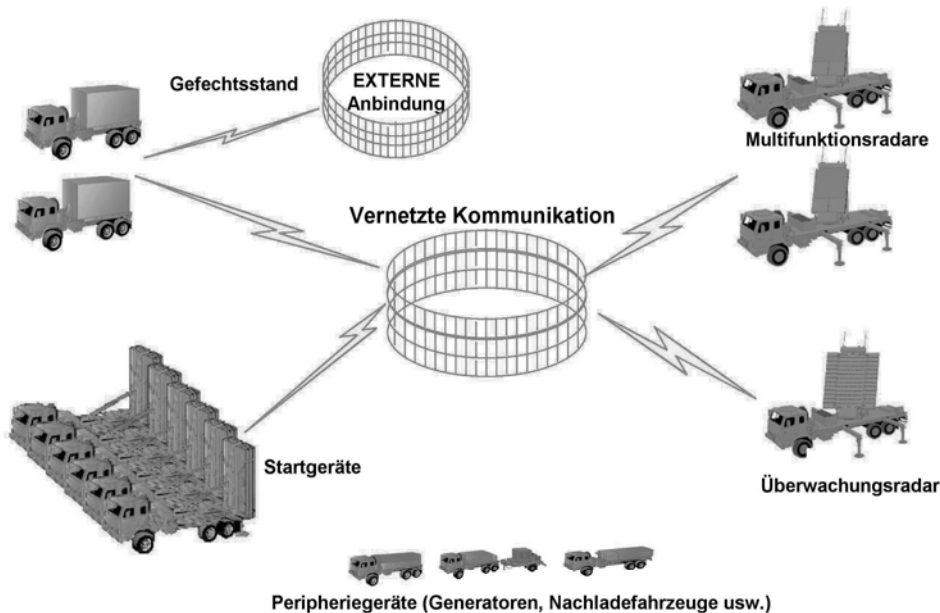 Gefechtsstand
EXTERNE
Anbindung
Multifunktionsradare
Vernetzte Kommunikation
Startgeräte
Überwachungsradar
Peripheriegeräte (Generatoren, Nachladefahrzeuge usw.)